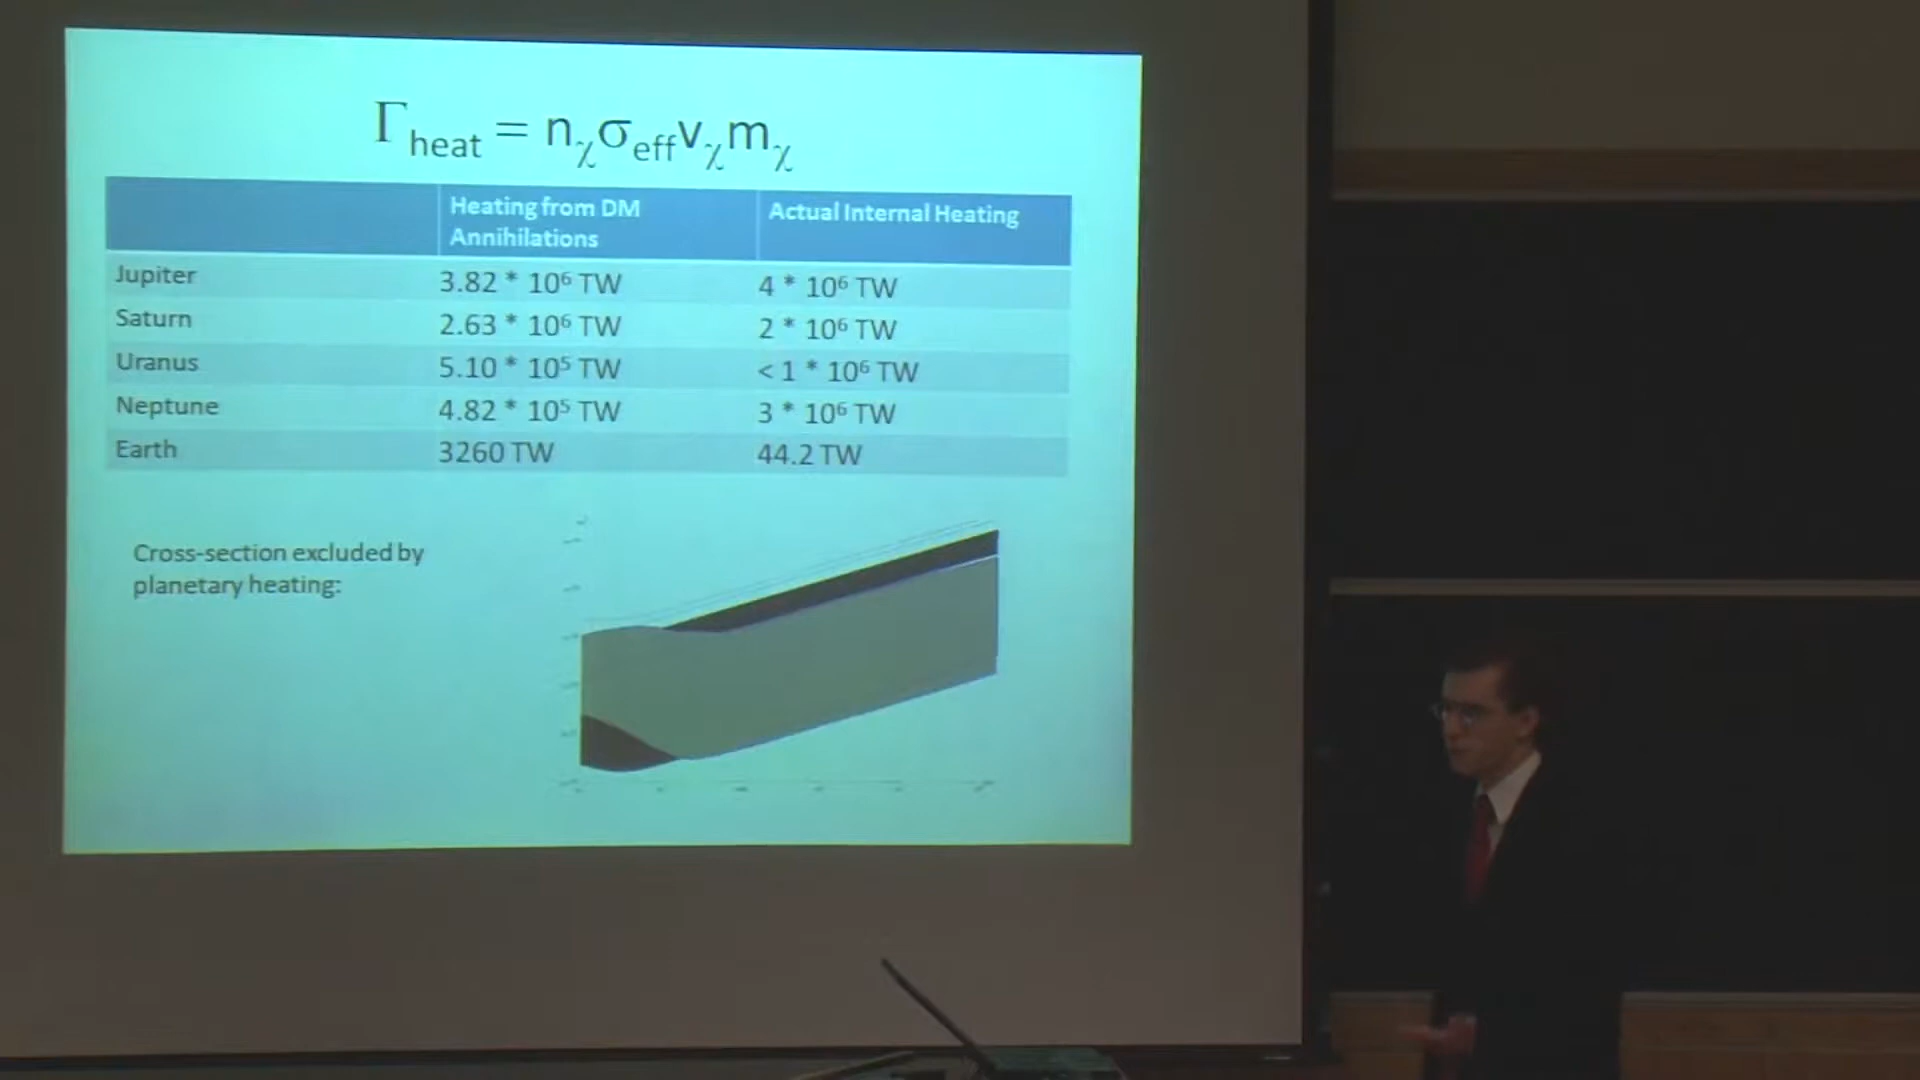 Γheat = nχσeffvχmχ
Heating from DM Annihilations Actual Internal Heating
Jupiter 3.82 * 10⁶ TW 4 * 10⁶ TW
Saturn 2.63 * 10⁶ TW 2 * 10⁶ TW
Uranus 5.10 * 10⁵ TW < 1 * 10⁶ TW
Neptune 4.82 * 10⁵ TW 3 * 10⁶ TW
Earth 3260 TW 44.2 TW
Cross-section excluded by
planetary heating: